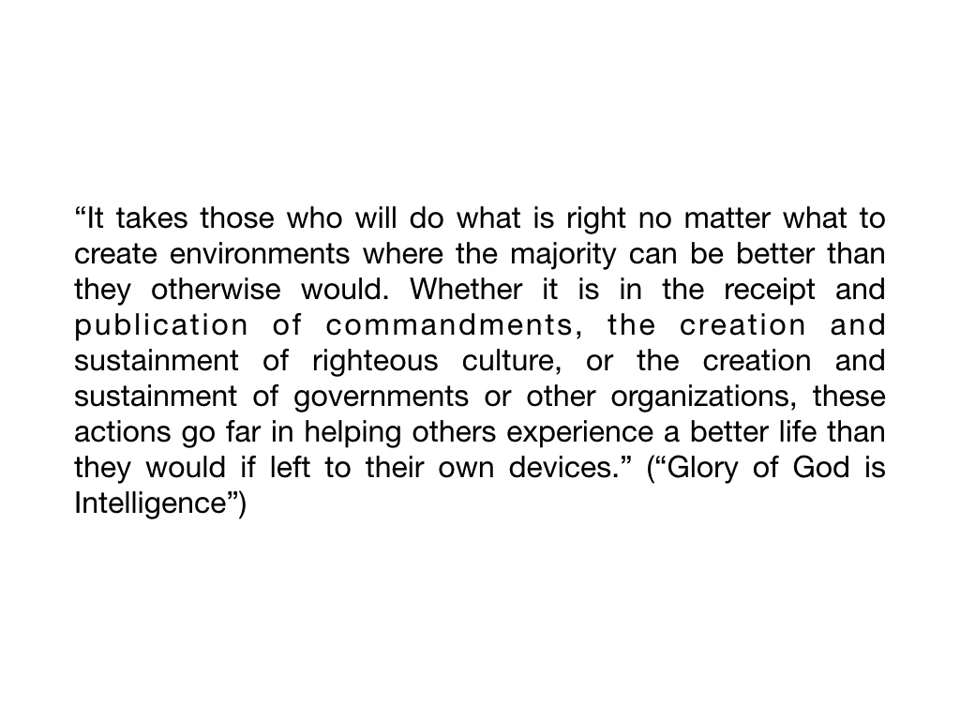 “It takes those who will do what is right no matter what to
create environments where the majority can be better than
they otherwise would. Whether it is in the receipt and
publication of commandments, the creation and
sustainment of righteous culture, or the creation and
sustainment of governments or other organizations, these
actions go far in helping others experience a better life than
they would if left to their own devices.” (“Glory of God is
Intelligence”)